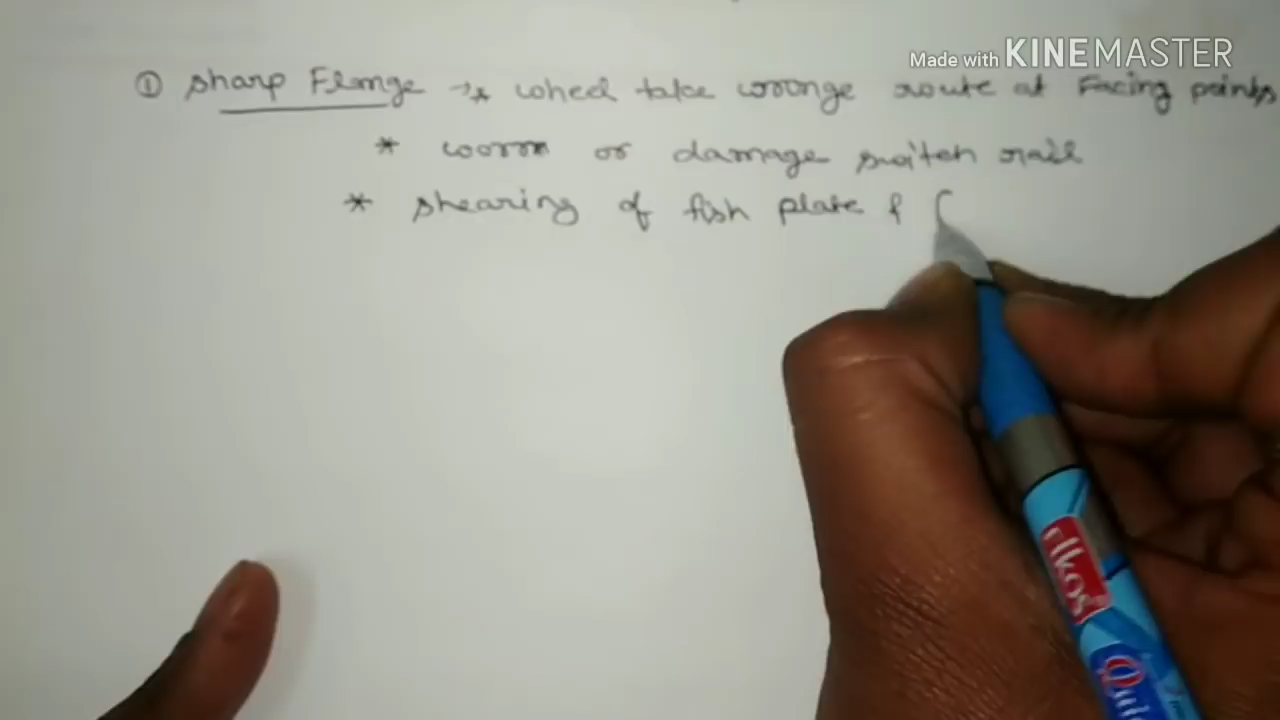 Made with KINEMASTER
① Sharp Flange → * wheel take wronge route at Facing points
* worn or damage switch rail
* shearing of fish plate &
elkos